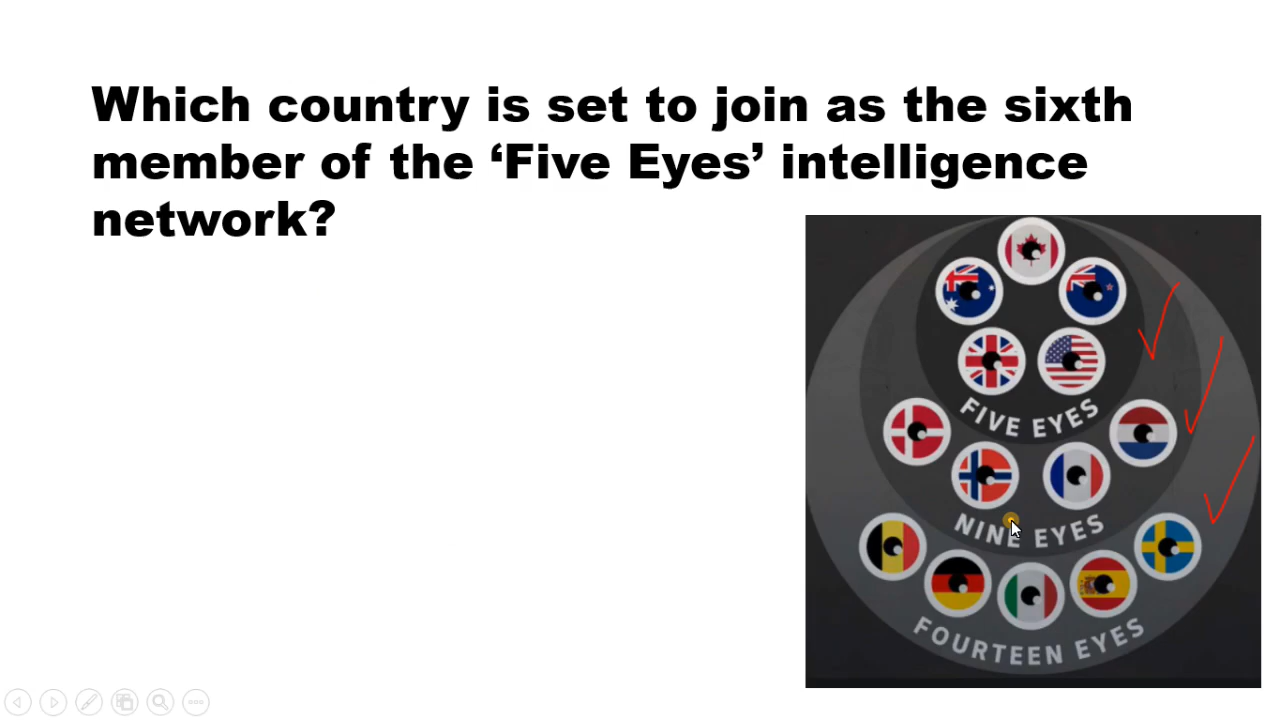 Which country is set to join as the sixth
member of the ‘Five Eyes’ intelligence
network?
FIVE EYES
NINE EYES
FOURTEEN EYES